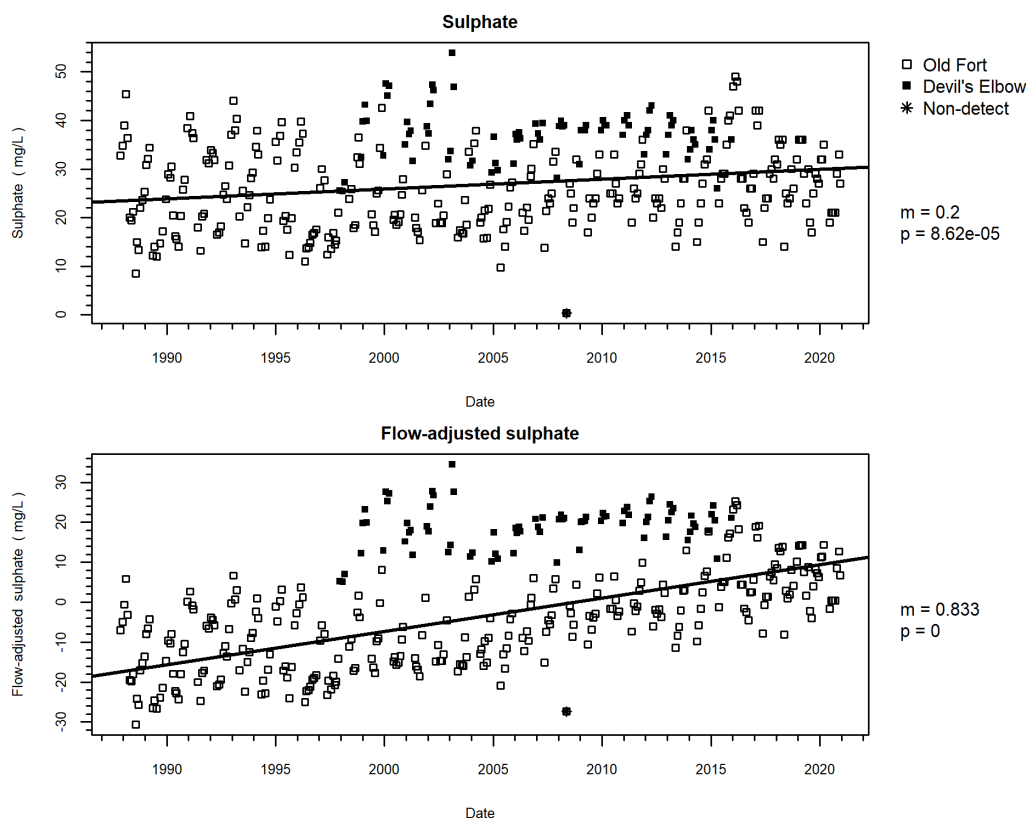 Sulphate
Sulphate ( mg/L )
50
40
30
20
10
0
1990
1995
2000
2005
2010
2015
2020
Date
Old Fort
Devil's Elbow
Non-detect
m = 0.2
p = 8.62e-05
Flow-adjusted sulphate
Flow-adjusted sulphate ( mg/L )
30
20
10
0
-10
-20
-30
1990
1995
2000
2005
2010
2015
2020
Date
m = 0.833
p = 0